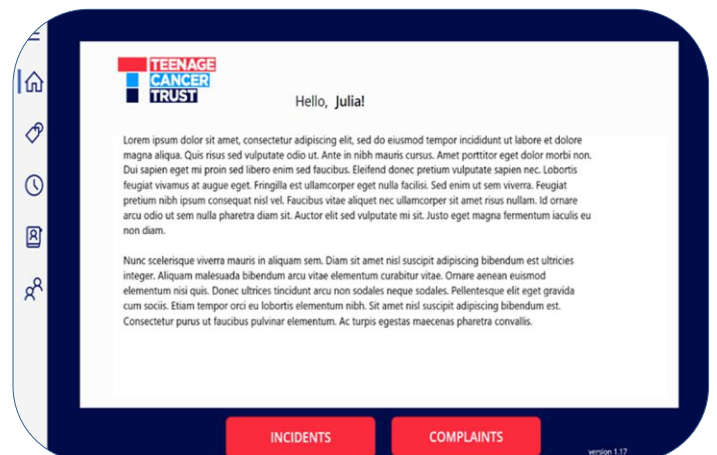 TEENAGE
CANCER
TRUST
Hello, Julia!
Lorem ipsum dolor sit amet, consectetur adipiscing elit, sed do eiusmod tempor incididunt ut labore et dolore
magna aliqua. Quis risus sed vulputate odio ut. Ante in nibh mauris cursus. Amet porttitor eget dolor morbi non.
Dui sapien eget mi proin sed libero enim sed faucibus. Eleifend donec pretium vulputate sapien nec. Lobortis
feugiat vivamus at augue eget. Fringilla est ullamcorper eget nulla facilisi. Sed enim ut sem viverra. Feugiat
pretium nibh ipsum consequat nisl vel. Faucibus vitae aliquet nec ullamcorper sit amet risus nullam. Id ornare
arcu odio ut sem nulla pharetra diam sit. Auctor elit sed vulputate mi sit. Justo eget magna fermentum iaculis eu
non diam.
Nunc scelerisque viverra mauris in aliquam sem. Diam sit amet nisl suscipit adipiscing bibendum est ultricies
integer. Aliquam malesuada bibendum arcu vitae elementum curabitur vitae. Ornare aenean euismod
elementum nisi quis. Donec ultrices tincidunt arcu non sodales neque sodales. Pellentesque elit eget gravida
cum sociis. Etiam tempor orci eu lobortis elementum nibh. Sit amet nisl suscipit adipiscing bibendum est.
Consectetur purus ut faucibus pulvinar elementum. Ac turpis egestas maecenas pharetra convallis.
INCIDENTS
COMPLAINTS
version 1.17